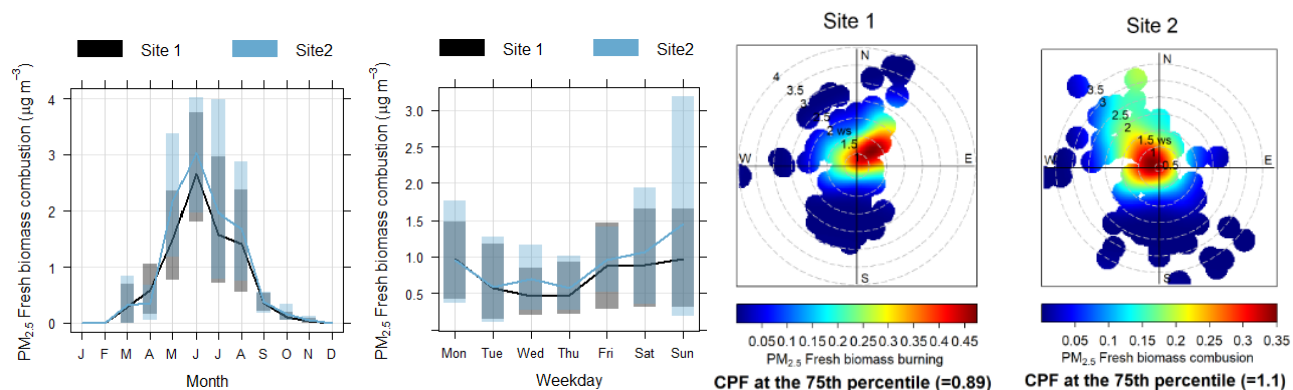 Site 1 Site2
PM2.5 Fresh biomass combustion (µg m−3)
4
3
2
1
0
J F M A M J J A S O N D
Month
Site 1 Site2
PM2.5 Fresh biomass combustion (µg m−3)
3.0
2.5
2.0
1.5
1.0
0.5
Mon Tue Wed Thu Fri Sat Sun
Weekday
Site 1
N
4
3.5
3
2.5
2 ws
1.5
W E
S
0.05 0.1 0.15 0.2 0.25 0.3 0.35 0.4 0.45
PM2.5 Fresh biomass burning
CPF at the 75th percentile (=0.89)
Site 2
N
3.5
3
2.5
2
1.5 ws
1
0.5
W E
S
0.05 0.1 0.15 0.2 0.25 0.3 0.35
PM2.5 Fresh biomass combusion
CPF at the 75th percentile (=1.1)